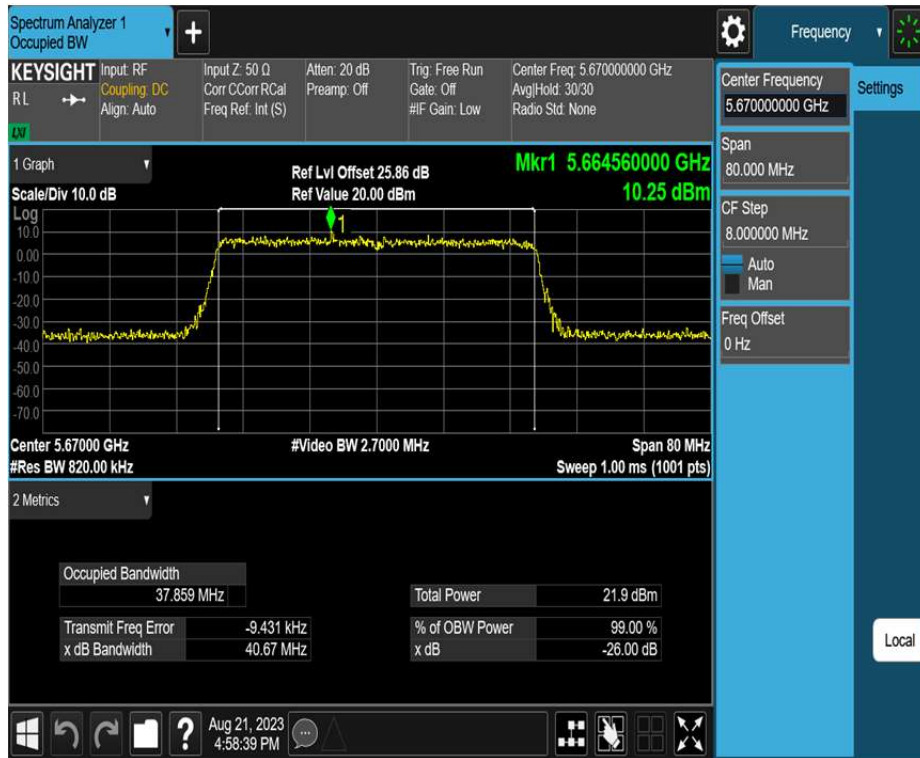 Spectrum Analyzer 1
Occupied BW
+
Frequency
KEYSIGHT
R L
LXI
Input: RF
Coupling: DC
Align: Auto
Input Z: 50 Ω
Corr CCorr RCal
Freq Ref: Int (S)
Atten: 20 dB
Preamp: Off
Trig: Free Run
Gate: Off
#IF Gain: Low
Center Freq: 5.670000000 GHz
Avg|Hold: 30/30
Radio Std: None
Center Frequency
5.670000000 GHz
Settings
Span
80.000 MHz
CF Step
8.000000 MHz
Auto
Man
Freq Offset
0 Hz
Local
1 Graph
Scale/Div 10.0 dB
Ref Lvl Offset 25.86 dB
Ref Value 20.00 dBm
Mkr1 5.664560000 GHz
10.25 dBm
Log
1
10.0
0.00
-10.0
-20.0
-30.0
-40.0
-50.0
-60.0
-70.0
Center 5.67000 GHz
#Res BW 820.00 kHz
#Video BW 2.7000 MHz
Span 80 MHz
Sweep 1.00 ms (1001 pts)
2 Metrics
Occupied Bandwidth
37.859 MHz
Total Power 21.9 dBm
Transmit Freq Error -9.431 kHz
% of OBW Power 99.00 %
x dB Bandwidth 40.67 MHz
x dB -26.00 dB
?
Aug 21, 2023
4:58:39 PM